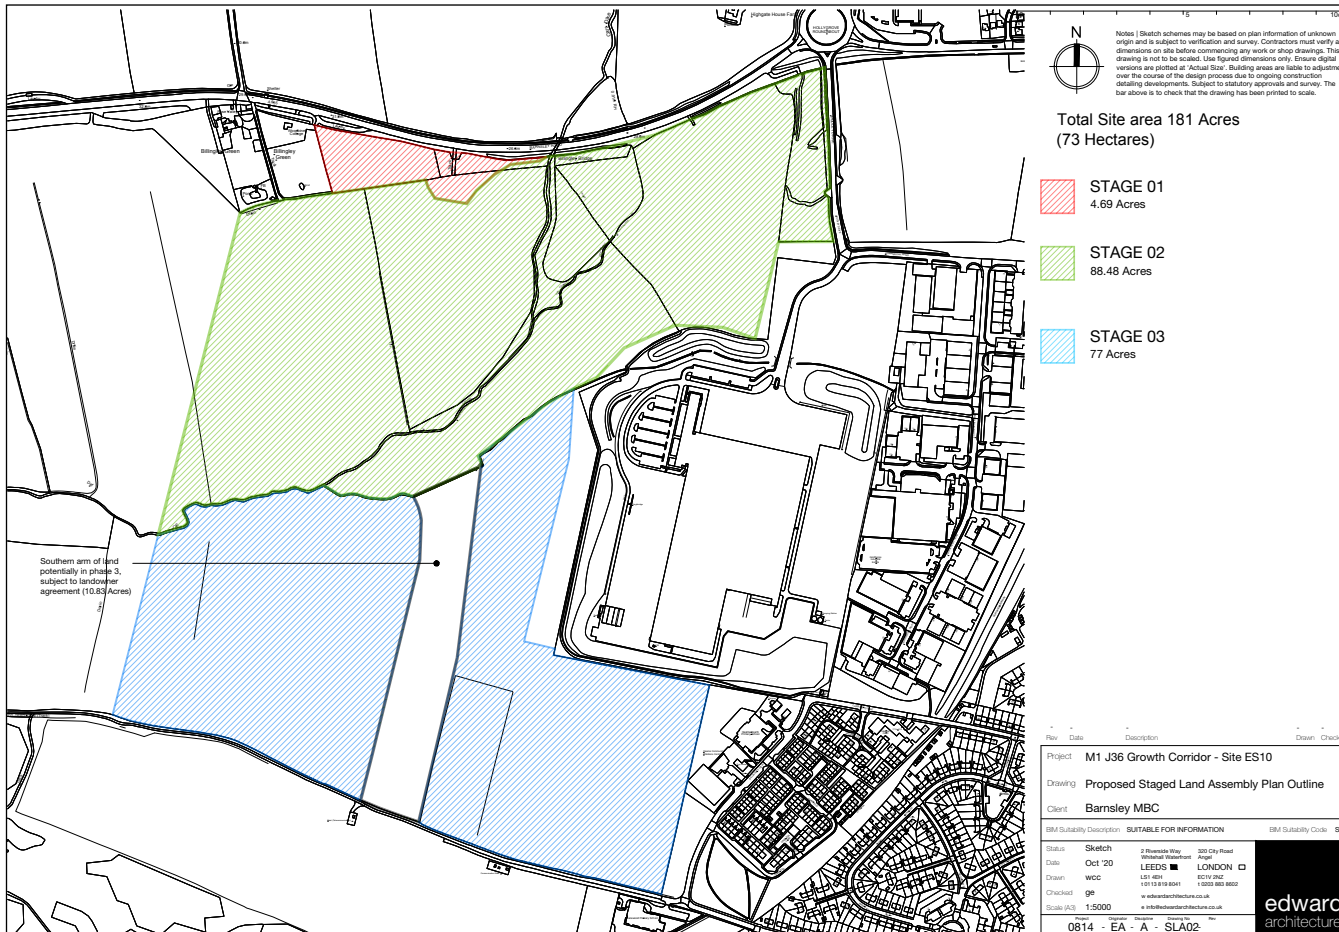 Highgate House Farm
HOLLYGROVE
ROUNDABOUT
5
N
Notes | Sketch schemes may be based on plan information of unknown
origin and is subject to verification and survey. Contractors must verify a
dimensions on site before commencing any work or shop drawings. This
drawing is not to be scaled. Use figured dimensions only. Ensure digital
versions are plotted at 'Actual Size'. Building areas are liable to adjustme
over the course of the design process due to ongoing construction
detailing developments. Subject to statutory approvals and survey. The
bar above is to check that the drawing has been printed to scale.
Total Site area 181 Acres
(73 Hectares)
STAGE 01
4.69 Acres
STAGE 02
88.48 Acres
STAGE 03
77 Acres
Billingley Green
Billingley
Green
Billingley Bridge
Southern arm of land
potentially in phase 3,
subject to landowner
agreement (10.83 Acres)
Drain
Rev Date Description Drawn Check
Project M1 J36 Growth Corridor - Site ES10
Drawing Proposed Staged Land Assembly Plan Outline
Client Barnsley MBC
BIM Suitability Description SUITABLE FOR INFORMATION BIM Suitability Code S
Status Sketch
Date Oct '20
Drawn wcc
Checked ge
Scale (A3) 1:5000
2 Riverside Way
Whitehall Waterfront
LEEDS
LS1 4EH
t 0113 819 8041
320 City Road
Angel
LONDON
EC1V 2NZ
t 0203 983 8602
w edwardarchitecture.co.uk
e info@edwardarchitecture.co.uk
Project Originator Discipline Drawing No Rev
0814 - EA - A - SLA02-
edward
architecture